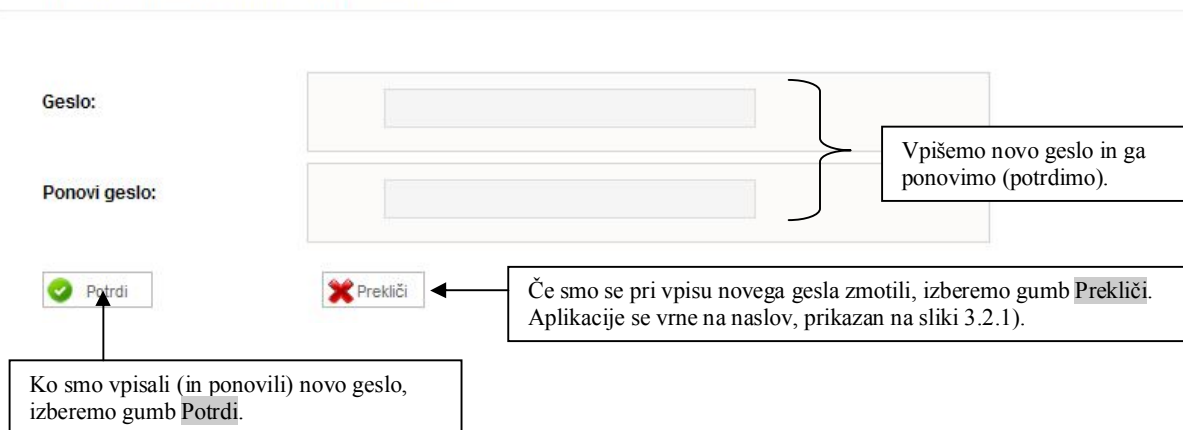 Geslo:
Vpišemo novo geslo in ga
ponovimo (potrdimo).
Ponovi geslo:
Potrdi
Prekliči
Če smo se pri vpisu novega gesla zmotili, izberemo gumb Prekliči.
Aplikacije se vrne na naslov, prikazan na sliki 3.2.1).
Ko smo vpisali (in ponovili) novo geslo,
izberemo gumb Potrdi.